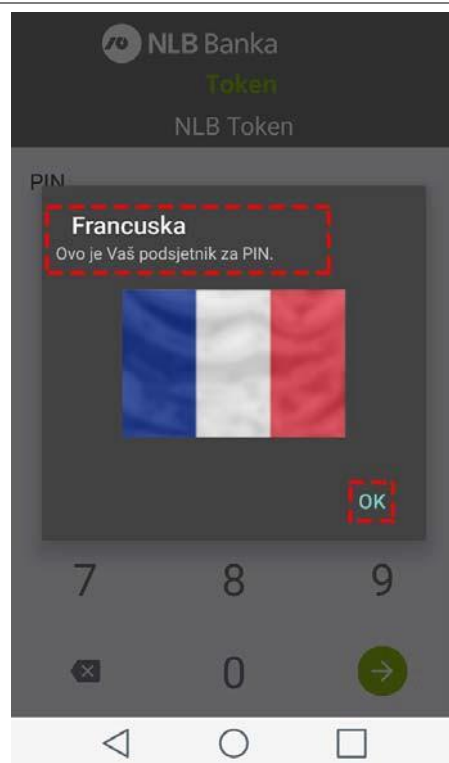 NLB Banka
Token
NLB Token
PIN
Francuska
Ovo je Vaš podsjetnik za PIN.
OK
7 8 9
0